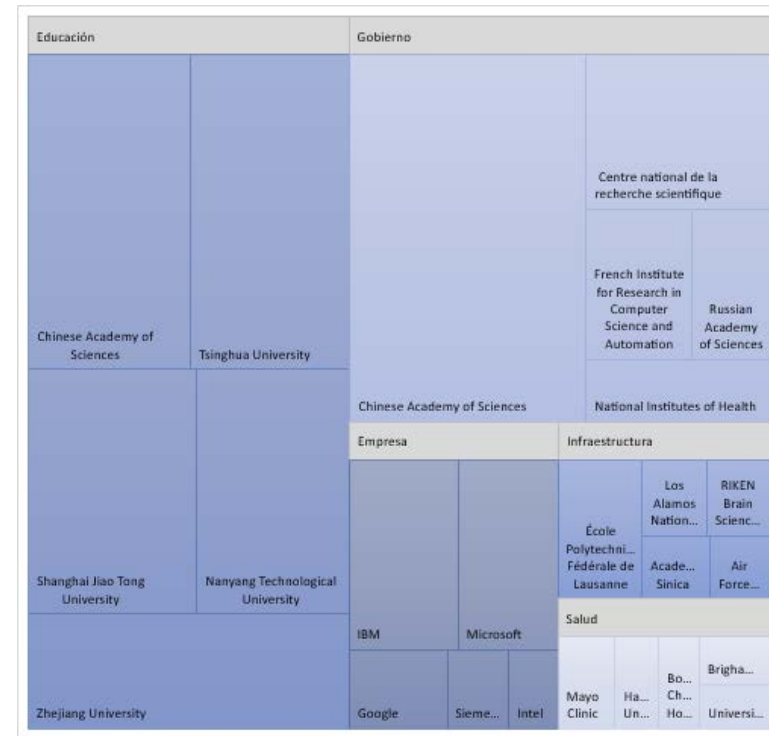 Educación
Chinese Academy of
Sciences
Tsinghua University
Shanghai Jiao Tong
University
Nanyang Technological
University
Zhejiang University
Gobierno
Chinese Academy of Sciences
Centre national de la
recherche scientifique
French Institute
for Research in
Computer
Science and
Automation
Russian
Academy
of Sciences
National Institutes of Health
Empresa
IBM
Microsoft
Google
Sieme...
Intel
Infraestructura
École
Polytechni...
Fédérale de
Lausanne
Los
Alamos
Nation...
RIKEN
Brain
Scienc...
Acade...
Sinica
Air
Force...
Salud
Mayo
Clinic
Ha...
Un...
Bo...
Ch...
Ho...
Brigha...
Universi...